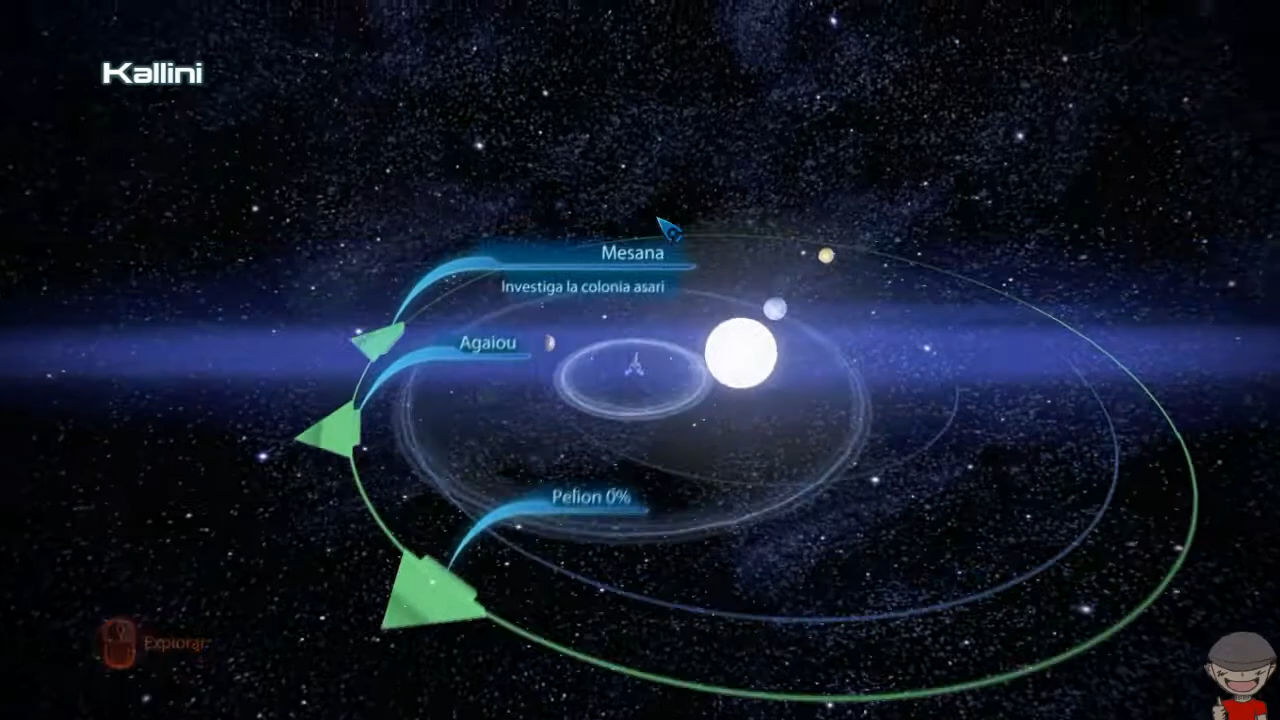 Kallini
Mesana
Investiga la colonia asari
Agaiou
Pelion 0%
Explorar